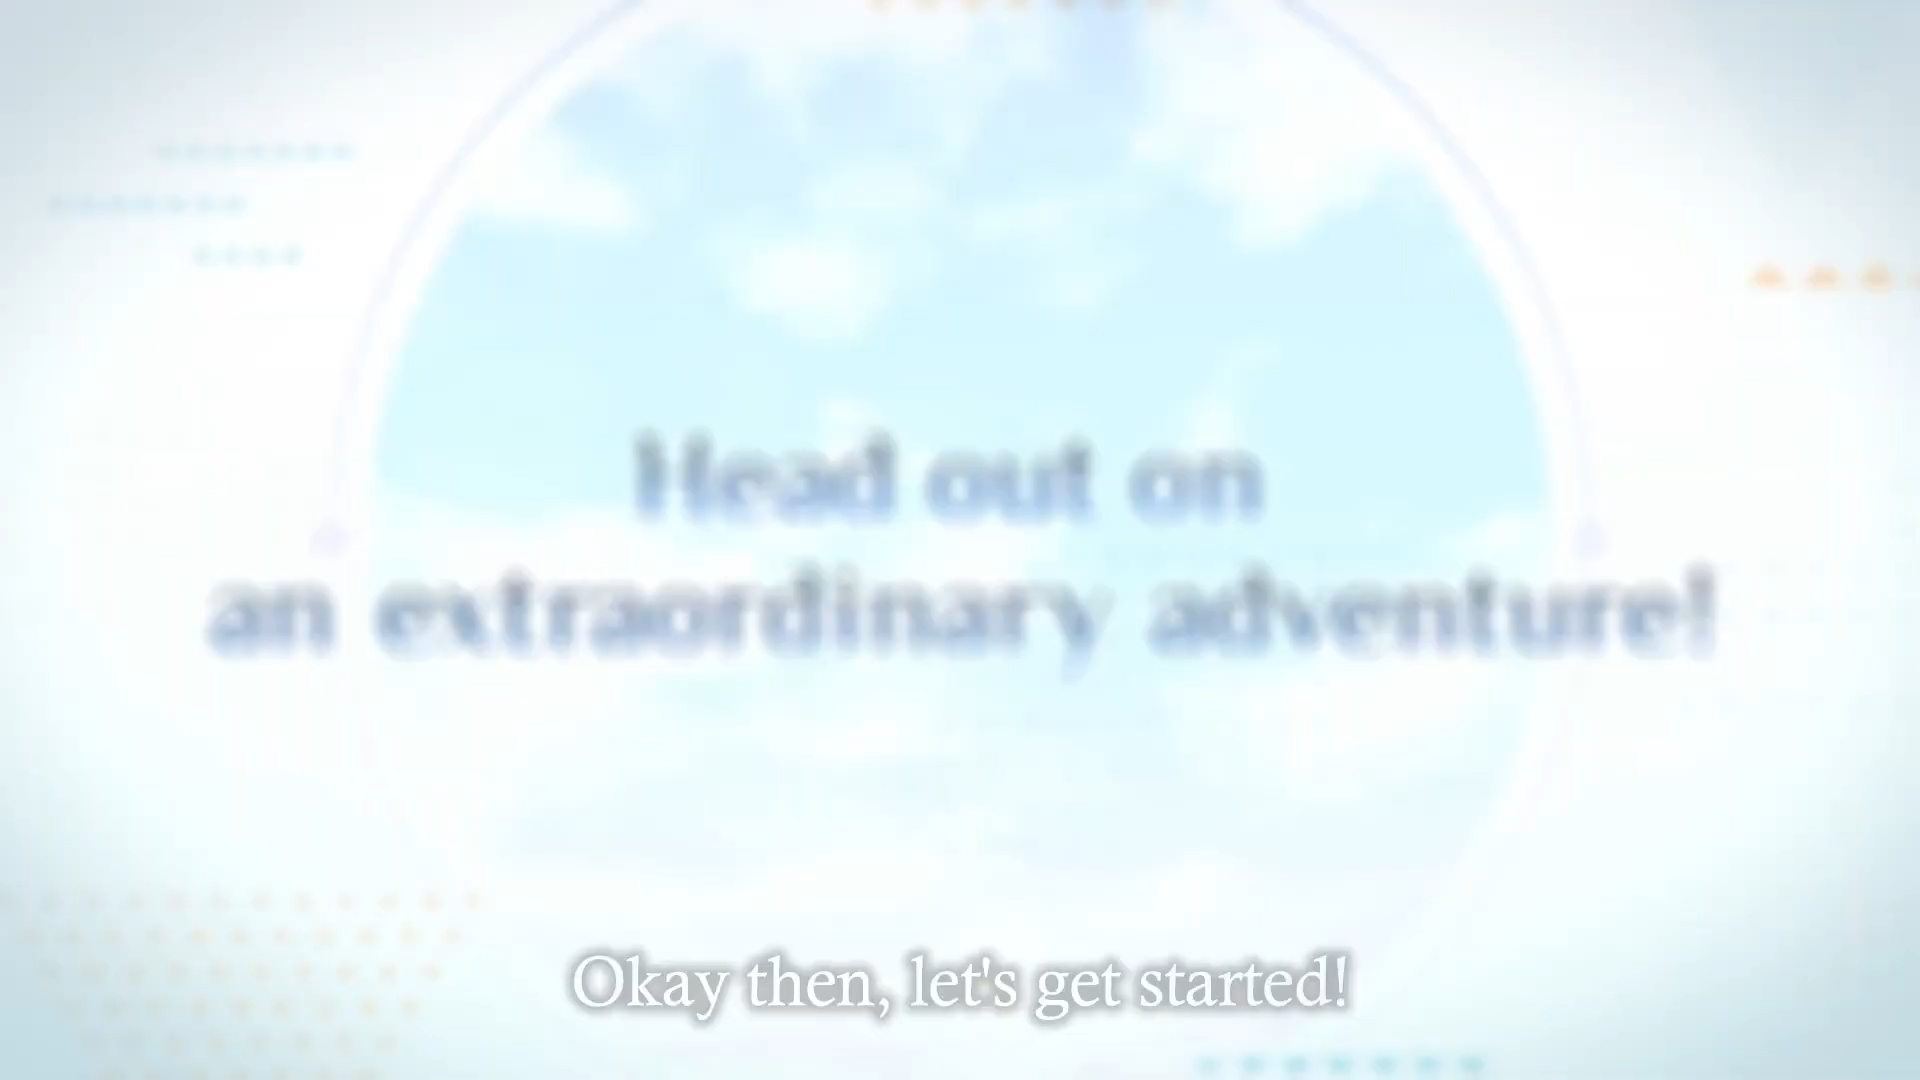 Head out on
an extraordinary adventure!
Okay then, let's get started!